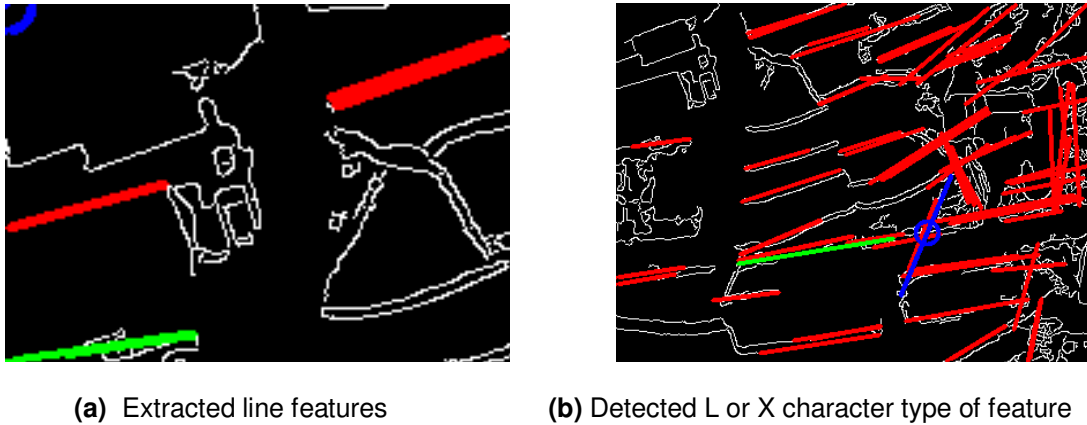 (a) Extracted line features
(b) Detected L or X character type of feature